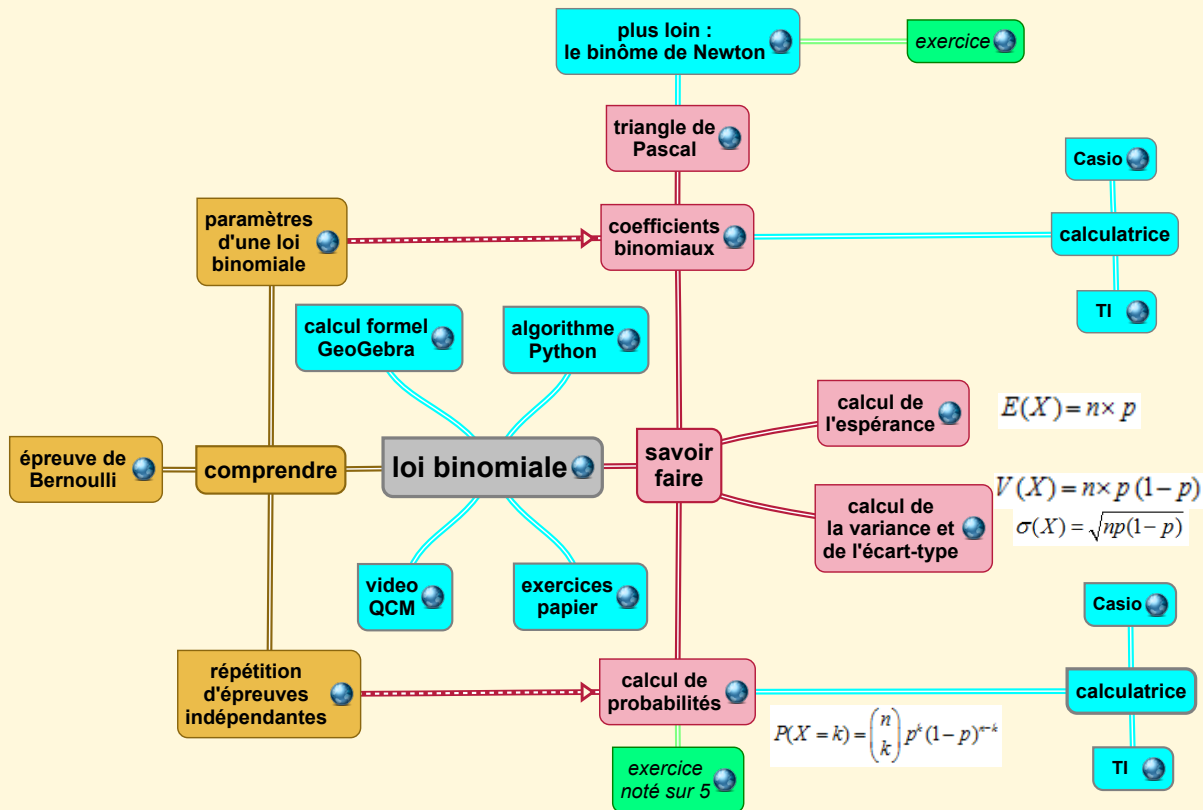 plus loin :
le binôme de Newton
exercice
triangle de
Pascal
Casio
paramètres
d'une loi
binomiale
coefficients
binomiaux
calculatrice
TI
calcul formel
GeoGebra
algorithme
Python
calcul de
l'espérance
E(X) = n × p
épreuve de
Bernoulli
comprendre
loi binomiale
savoir
faire
calcul de
la variance et
de l'écart-type
V(X) = n × p (1 − p)
σ(X) = √np(1 − p)
video
QCM
exercices
papier
Casio
répétition
d'épreuves
indépendantes
calcul de
probabilités
calculatrice
P(X = k) = (n k) p^k (1 − p)^{n−k}
TI
exercice
noté sur 5